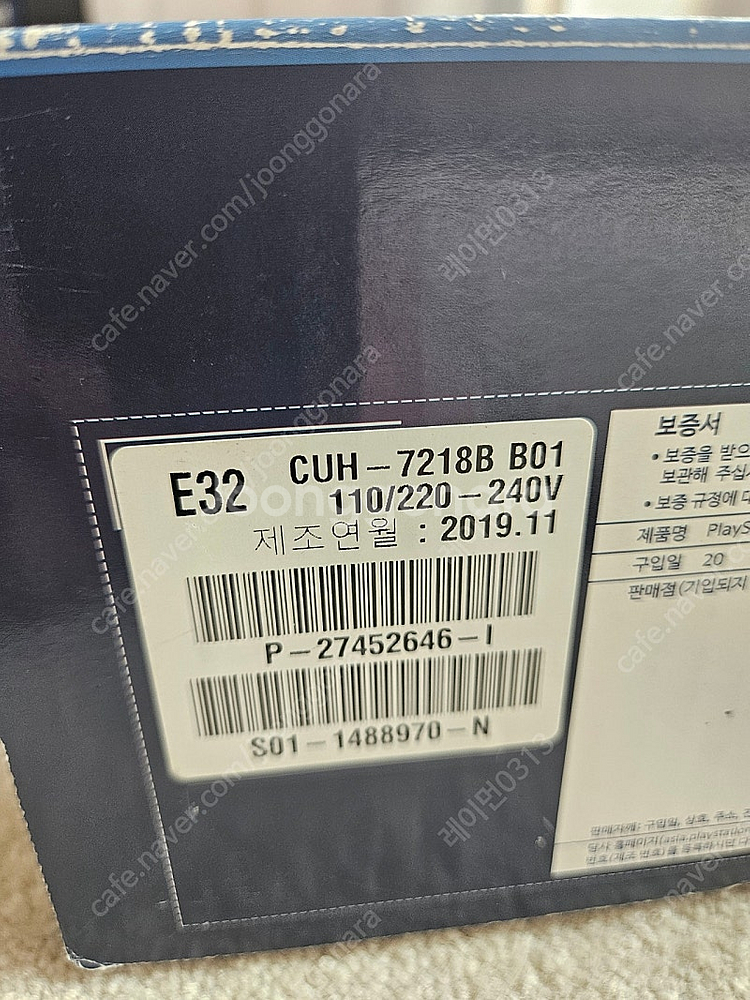 E32
CUH-7218B B01
110/220-240V
제조연월 : 2019.11
P-27452646-I
S01-1488970-N
보증서
• 보증을 받으
보관해 주십
• 보증 규정에
제품명 PlayS
구입일 20
판매점(기입되지
cafe.naver.com/joonggonara
레이펀0313
joonggonara